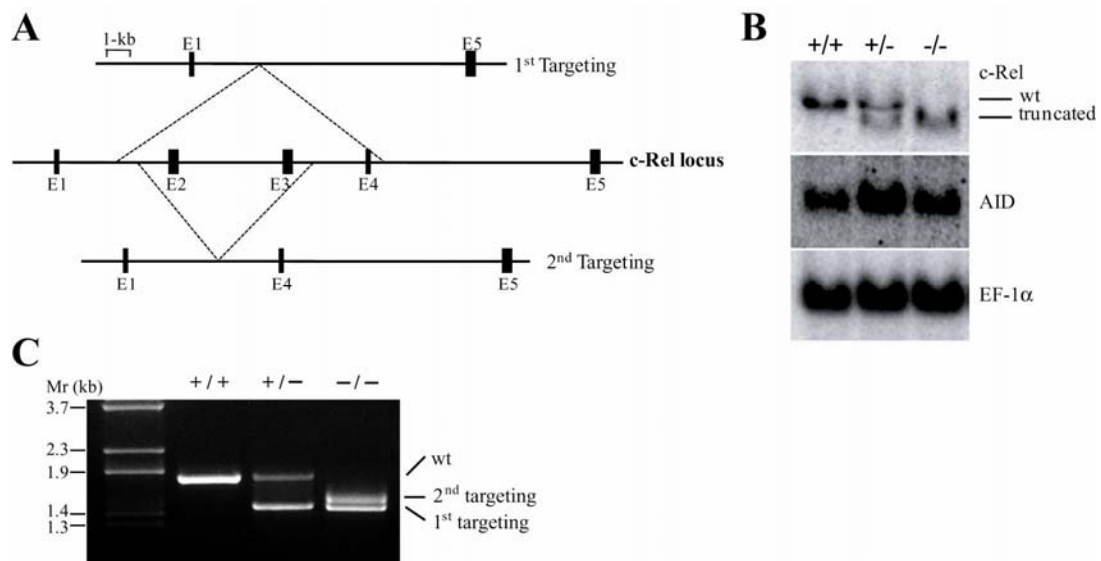 A
1-kb
E1
E5
1st Targeting
c-Rel locus
E1
E2
E3
E4
E5
2nd Targeting
E1
E4
E5
B
+/+ +/- -/-
c-Rel
wt
truncated
AID
EF-1α
C
Mr (kb)
+/+ +/− −/−
3.7
2.3
1.9
1.4
1.3
wt
2nd targeting
1st targeting